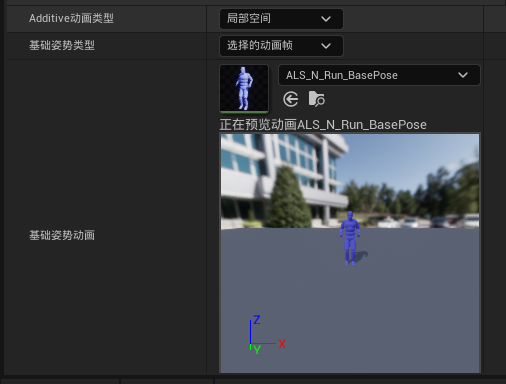 Additive动画类型
局部空间
基础姿势类型
选择的动画帧
ALS_N_Run_BasePose
正在预览动画ALS_N_Run_BasePose
基础姿势动画
Z
X
Y